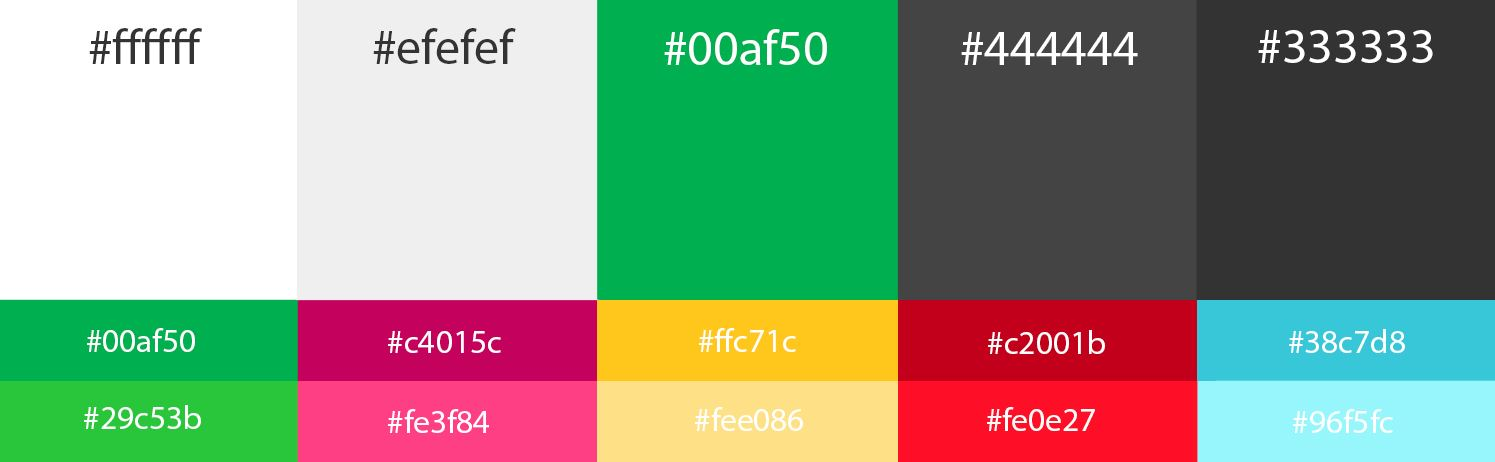 #ffffff
#efefef
#00af50
#444444
#333333
#00af50
#c4015c
#ffc71c
#c2001b
#38c7d8
#29c53b
#fe3f84
#fee086
#fe0e27
#96f5fc